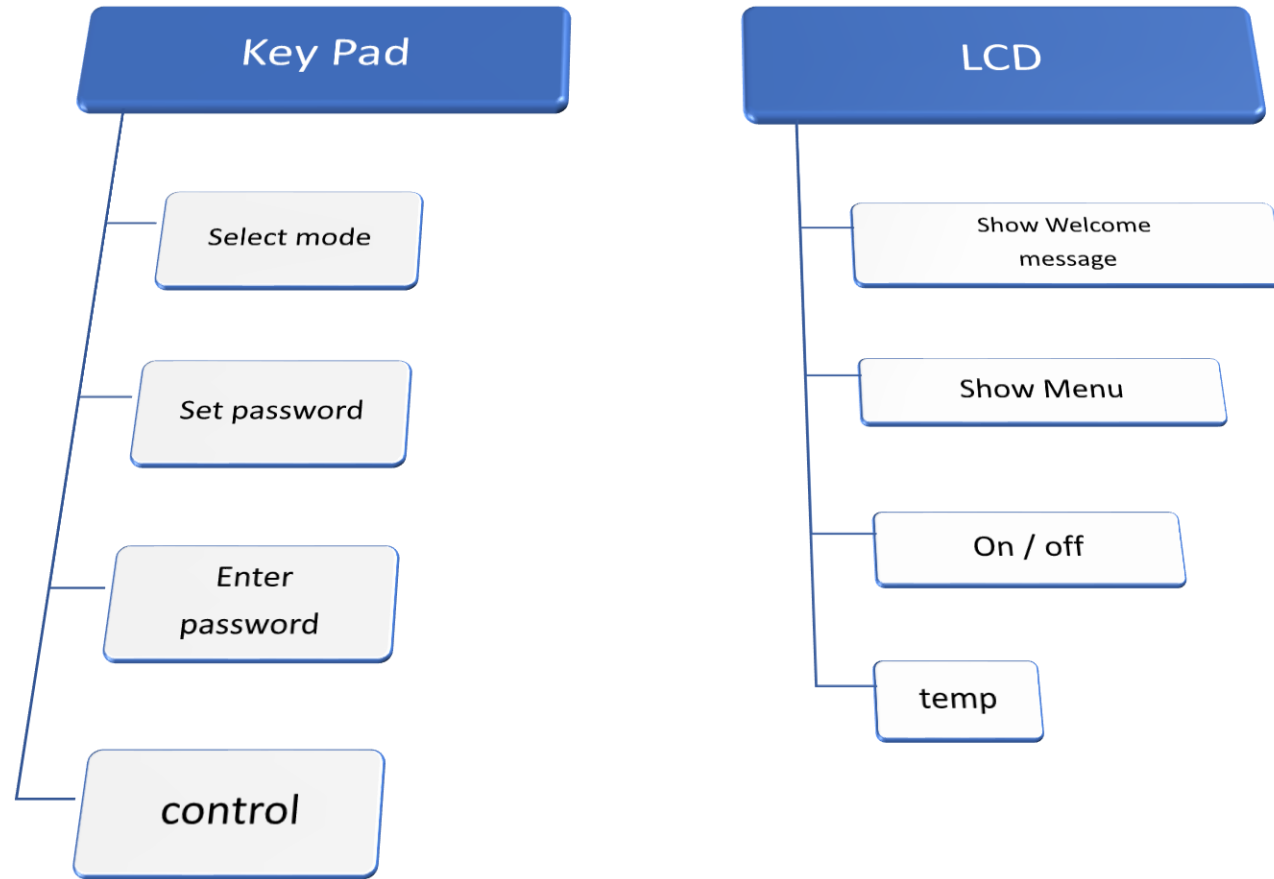 Key Pad
Select mode
Set password
Enter
password
control
LCD
Show Welcome
message
Show Menu
On / off
temp